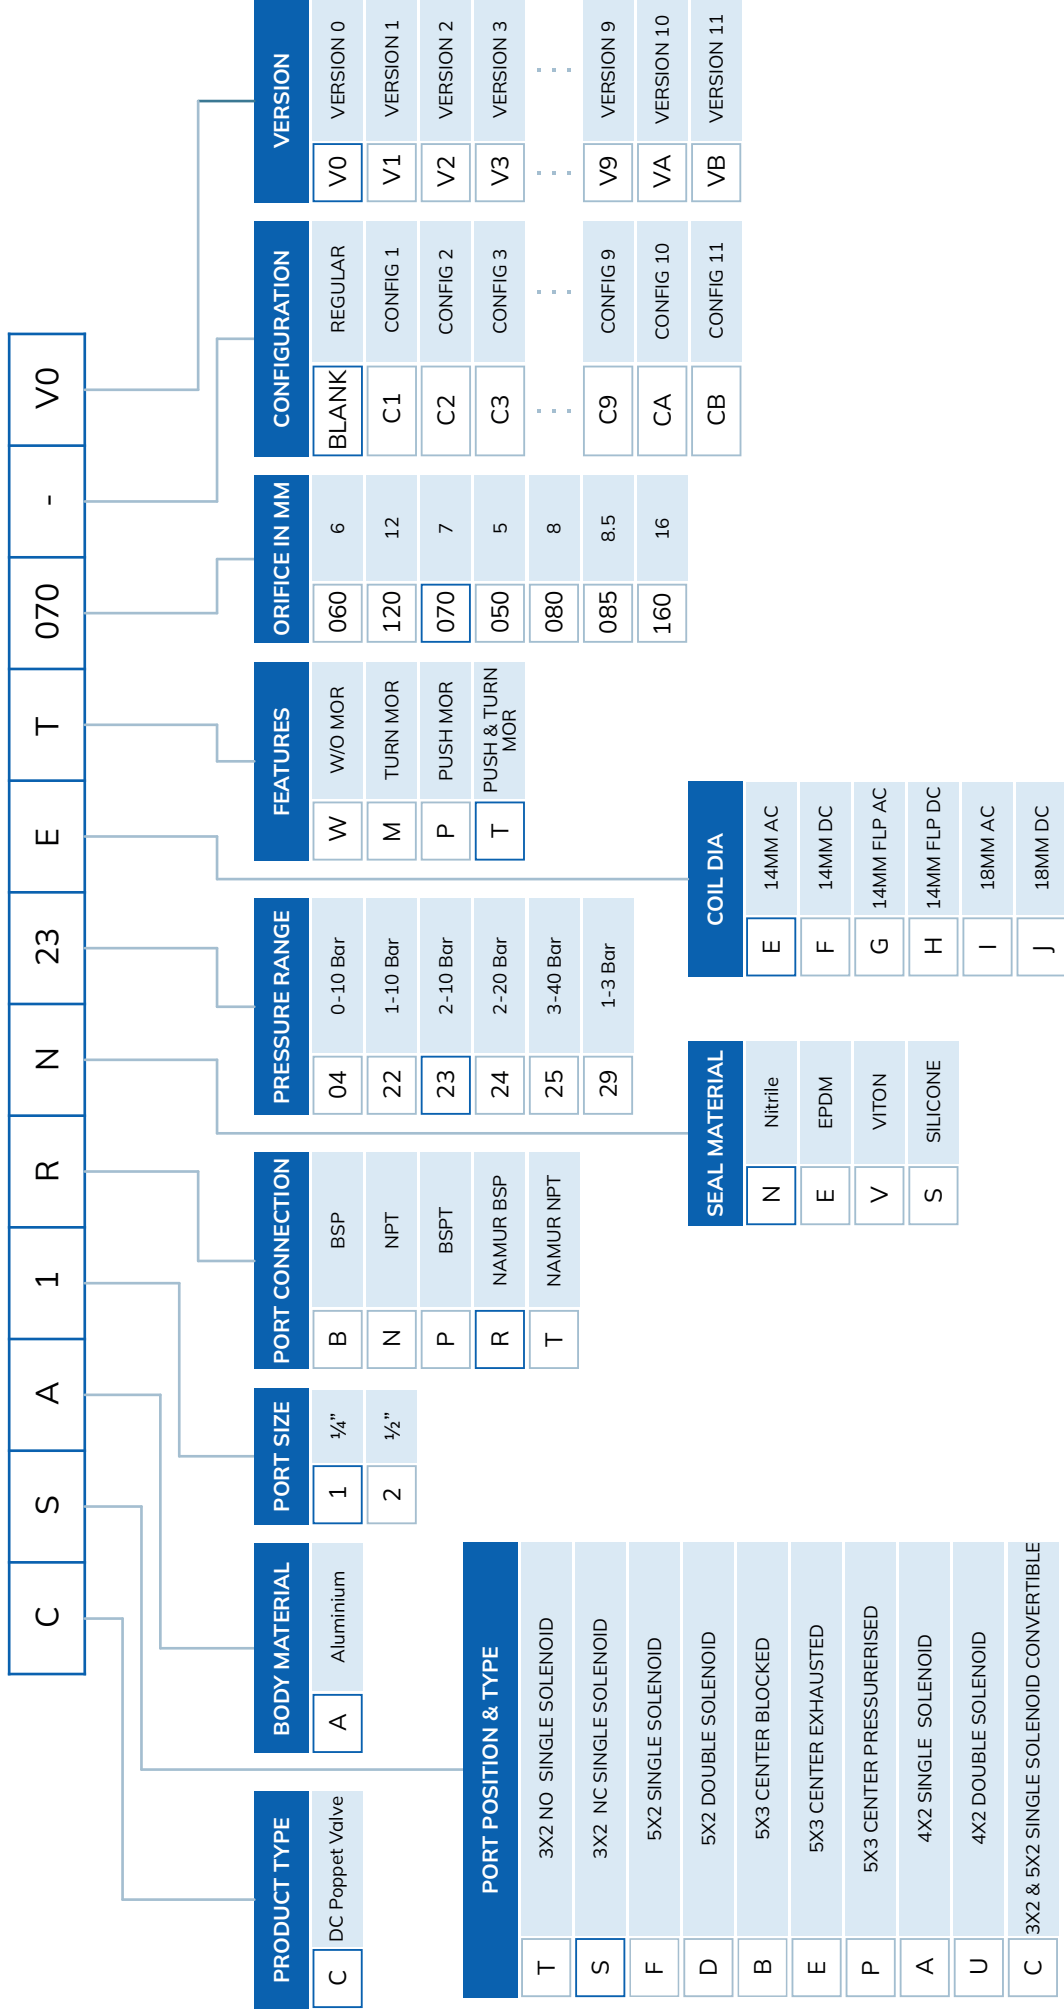 C S A 1 R N 23 E T 070 - V0
PRODUCT TYPE
C DC Poppet Valve
PORT POSITION & TYPE
T 3X2 NO SINGLE SOLENOID
S 3X2 NC SINGLE SOLENOID
F 5X2 SINGLE SOLENOID
D 5X2 DOUBLE SOLENOID
B 5X3 CENTER BLOCKED
E 5X3 CENTER EXHAUSTED
P 5X3 CENTER PRESSURERISED
A 4X2 SINGLE SOLENOID
U 4X2 DOUBLE SOLENOID
C 3X2 & 5X2 SINGLE SOLENOID CONVERTIBLE
BODY MATERIAL
A Aluminium
PORT SIZE
1 ¼”
2 ½”
PORT CONNECTION
B BSP
N NPT
P BSPT
R NAMUR BSP
T NAMUR NPT
SEAL MATERIAL
N Nitrile
E EPDM
V VITON
S SILICONE
PRESSURE RANGE
04 0-10 Bar
22 1-10 Bar
23 2-10 Bar
24 2-20 Bar
25 3-40 Bar
29 1-3 Bar
COIL DIA
E 14MM AC
F 14MM DC
G 14MM FLP AC
H 14MM FLP DC
I 18MM AC
J 18MM DC
FEATURES
W W/O MOR
M TURN MOR
P PUSH MOR
T PUSH & TURN
MOR
ORIFICE IN MM
060 6
120 12
070 7
050 5
080 8
085 8.5
160 16
CONFIGURATION
BLANK REGULAR
C1 CONFIG 1
C2 CONFIG 2
C3 CONFIG 3
... ...
C9 CONFIG 9
CA CONFIG 10
CB CONFIG 11
VERSION
V0 VERSION 0
V1 VERSION 1
V2 VERSION 2
V3 VERSION 3
... ...
V9 VERSION 9
VA VERSION 10
VB VERSION 11